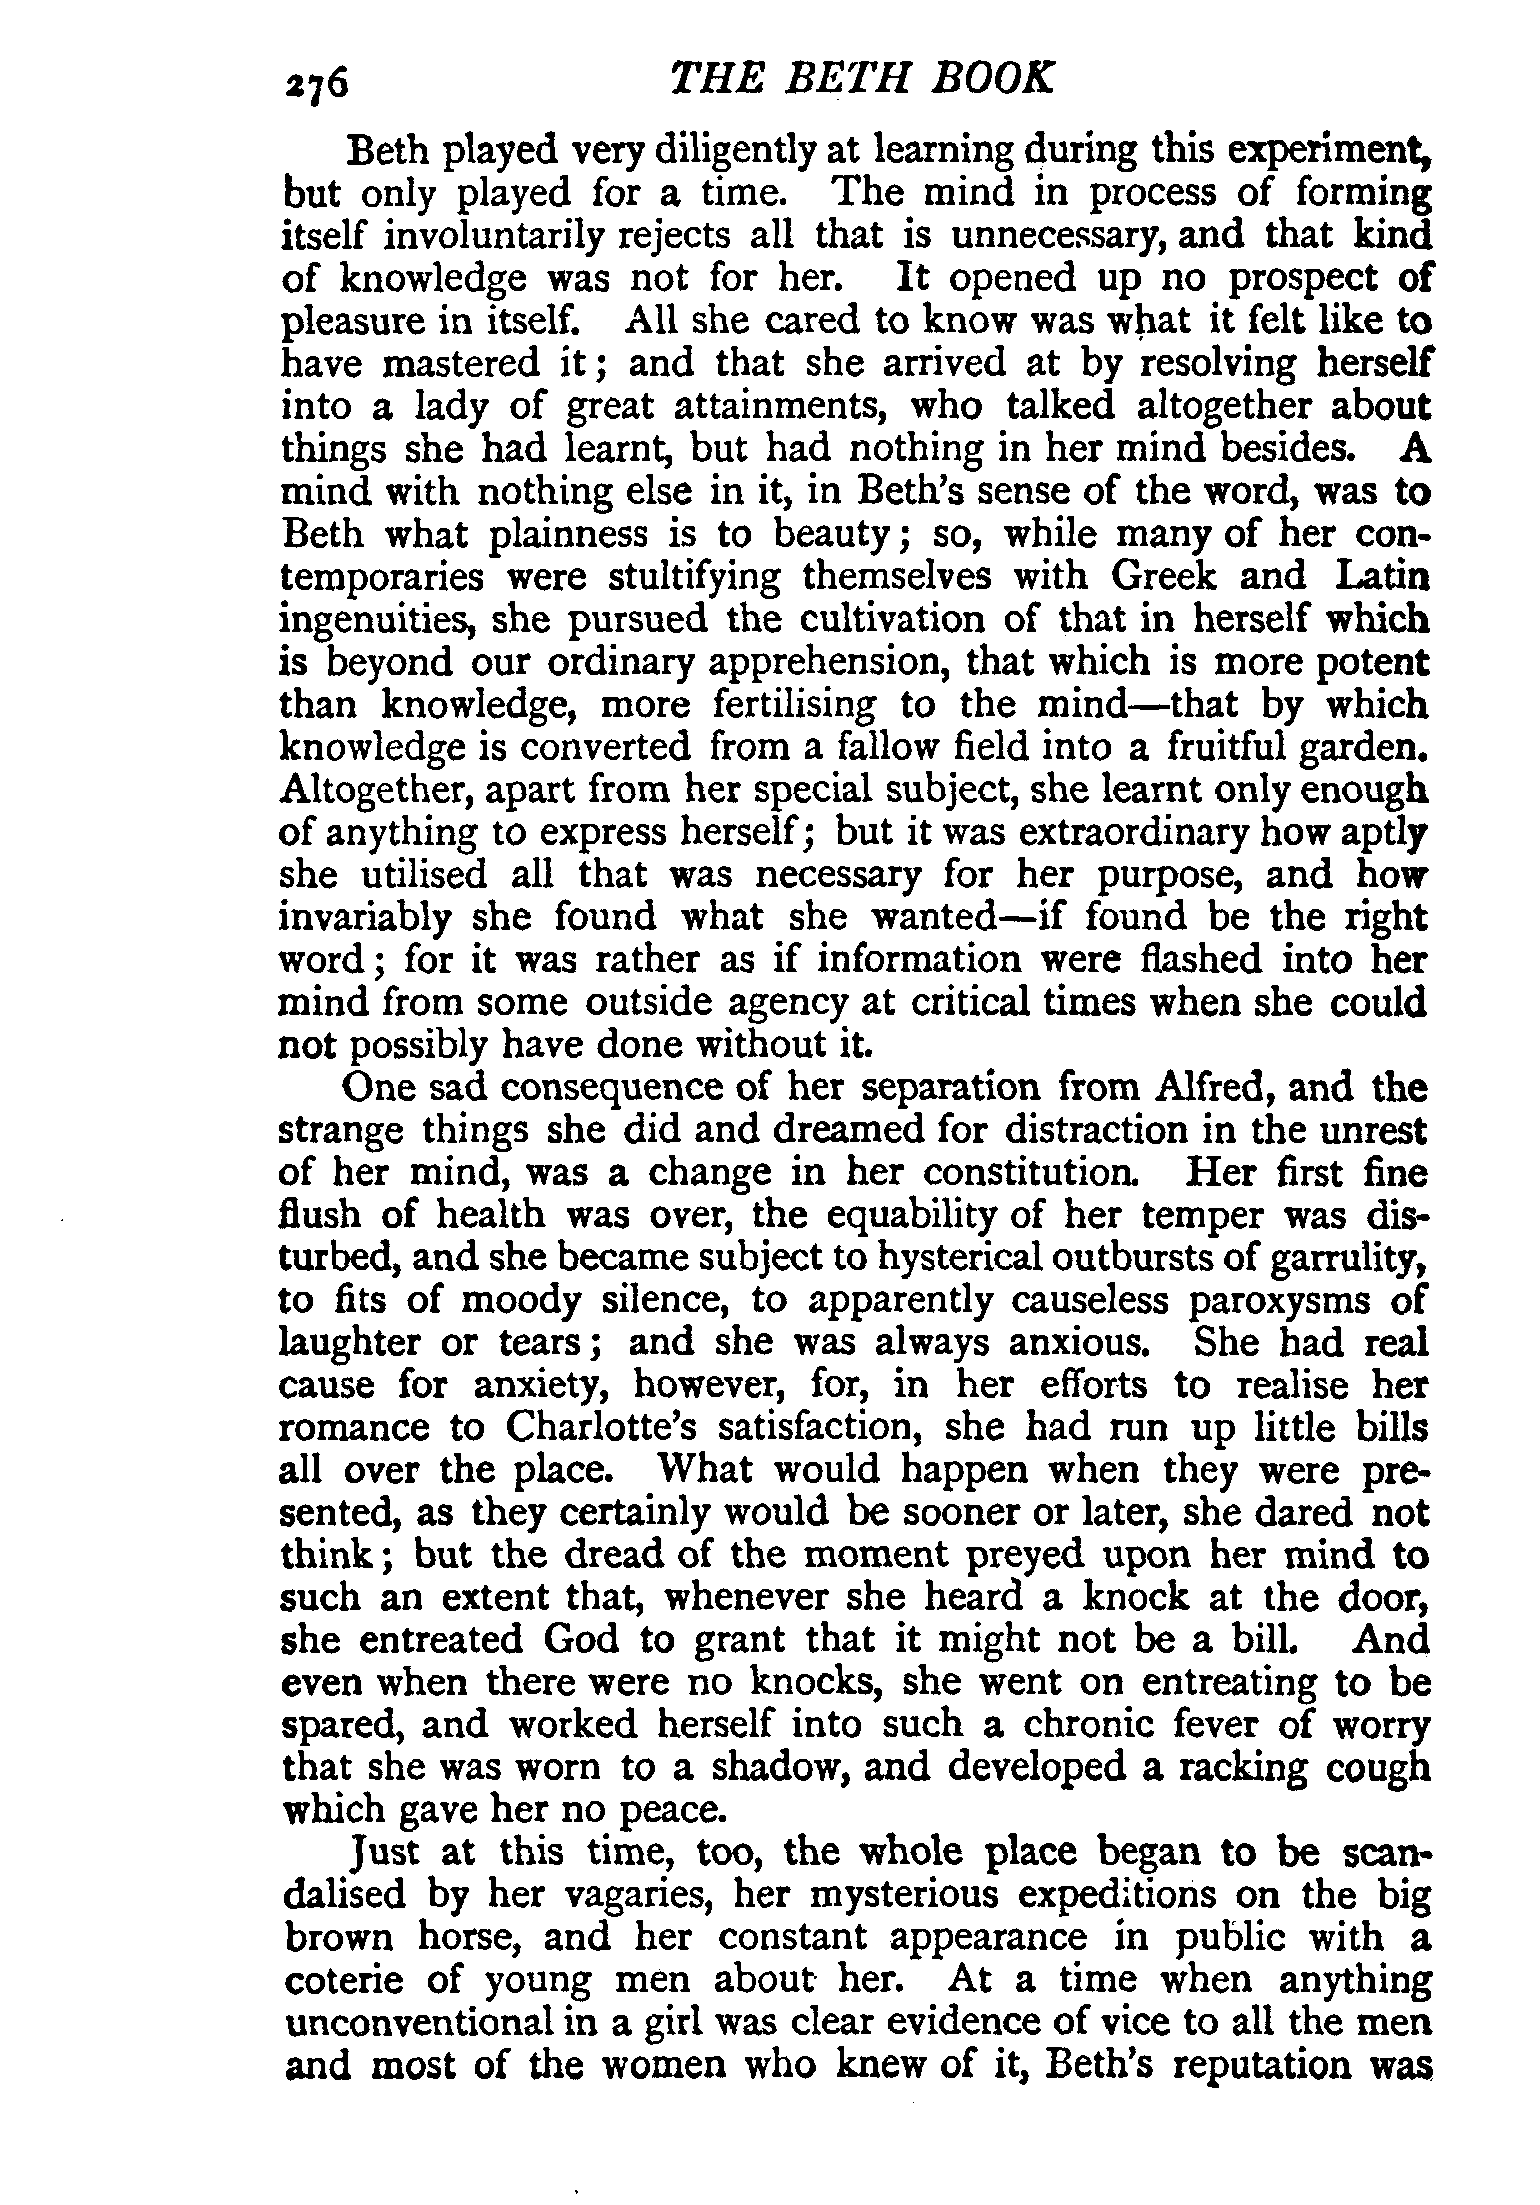 276 THE BETH BOOK
Beth played very diligently at learning during this experiment,
but only played for a time. The mind in process of forming
itself involuntarily rejects all that is unnecessary, and that kind
of knowledge was not for her. It opened up no prospect of
pleasure in itself. All she cared to know was what it felt like to
have mastered it; and that she arrived at by resolving herself
into a lady of great attainments, who talked altogether about
things she had learnt, but had nothing in her mind besides. A
mind with nothing else in it, in Beth's sense of the word, was to
Beth what plainness is to beauty; so, while many of her con-
temporaries were stultifying themselves with Greek and Latin
ingenuities, she pursued the cultivation of that in herself which
is beyond our ordinary apprehension, that which is more potent
than knowledge, more fertilising to the mind—that by which
knowledge is converted from a fallow field into a fruitful garden.
Altogether, apart from her special subject, she learnt only enough
of anything to express herself; but it was extraordinary how aptly
she utilised all that was necessary for her purpose, and how
invariably she found what she wanted—if found be the right
word; for it was rather as if information were flashed into her
mind from some outside agency at critical times when she could
not possibly have done without it.
One sad consequence of her separation from Alfred, and the
strange things she did and dreamed for distraction in the unrest
of her mind, was a change in her constitution. Her first fine
flush of health was over, the equability of her temper was dis-
turbed, and she became subject to hysterical outbursts of garrulity,
to fits of moody silence, to apparently causeless paroxysms of
laughter or tears; and she was always anxious. She had real
cause for anxiety, however, for, in her efforts to realise her
romance to Charlotte's satisfaction, she had run up little bills
all over the place. What would happen when they were pre-
sented, as they certainly would be sooner or later, she dared not
think; but the dread of the moment preyed upon her mind to
such an extent that, whenever she heard a knock at the door,
she entreated God to grant that it might not be a bill. And
even when there were no knocks, she went on entreating to be
spared, and worked herself into such a chronic fever of worry
that she was worn to a shadow, and developed a racking cough
which gave her no peace.
Just at this time, too, the whole place began to be scan-
dalised by her vagaries, her mysterious expeditions on the big
brown horse, and her constant appearance in public with a
coterie of young men about her. At a time when anything
unconventional in a girl was clear evidence of vice to all the men
and most of the women who knew of it, Beth's reputation was